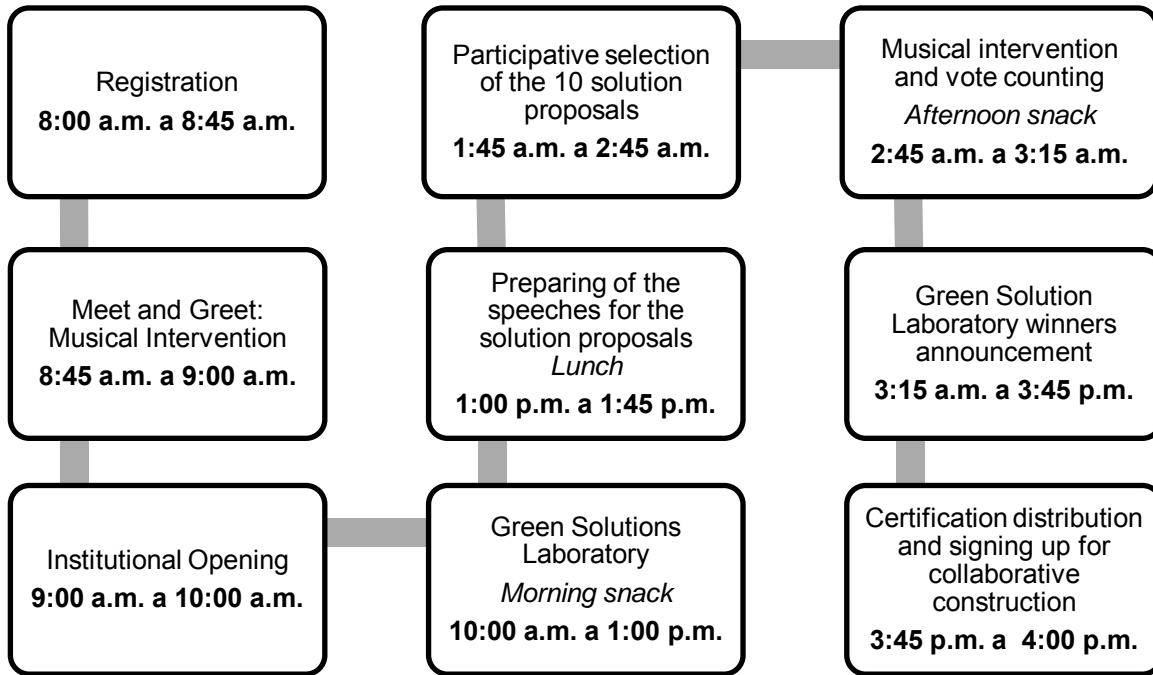 Registration
8:00 a.m. a 8:45 a.m.
Meet and Greet:
Musical Intervention
8:45 a.m. a 9:00 a.m.
Institutional Opening
9:00 a.m. a 10:00 a.m.
Green Solutions
Laboratory
Morning snack
10:00 a.m. a 1:00 p.m.
Preparing of the
speeches for the
solution proposals
Lunch
1:00 p.m. a 1:45 p.m.
Participative selection
of the 10 solution
proposals
1:45 a.m. a 2:45 a.m.
Musical intervention
and vote counting
Afternoon snack
2:45 a.m. a 3:15 a.m.
Green Solution
Laboratory winners
announcement
3:15 a.m. a 3:45 p.m.
Certification distribution
and signing up for
collaborative
construction
3:45 p.m. a  4:00 p.m.